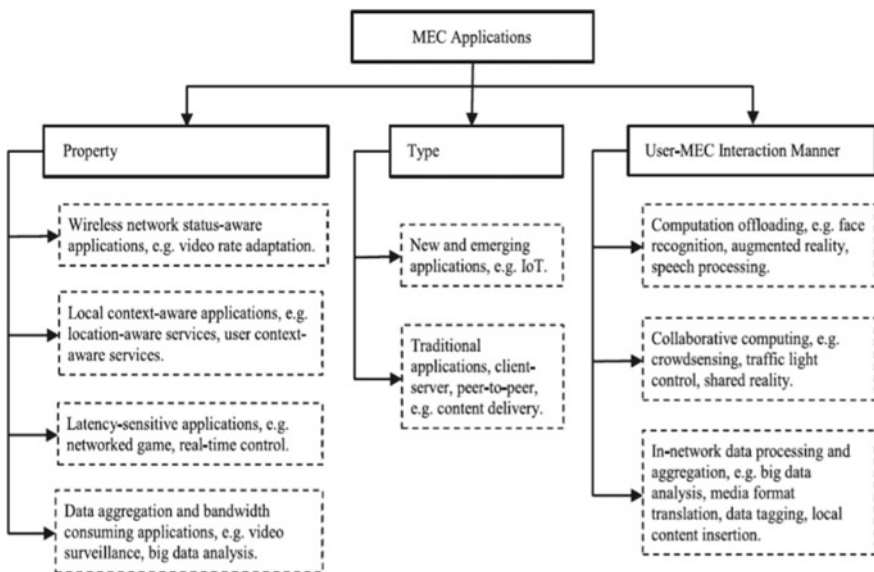 MEC Applications
Property
Wireless network status-aware
applications, e.g. video rate adaptation.
Local context-aware applications, e.g.
location-aware services, user context-
aware services.
Latency-sensitive applications, e.g.
networked game, real-time control.
Data aggregation and bandwidth
consuming applications, e.g. video
surveillance, big data analysis.
Type
New and emerging
applications, e.g. IoT.
Traditional
applications, client-
server, peer-to-peer,
e.g. content delivery.
User-MEC Interaction Manner
Computation offloading, e.g. face
recognition, augmented reality,
speech processing.
Collaborative computing, e.g.
crowdsensing, traffic light
control, shared reality.
In-network data processing and
aggregation, e.g. big data
analysis, media format
translation, data tagging, local
content insertion.